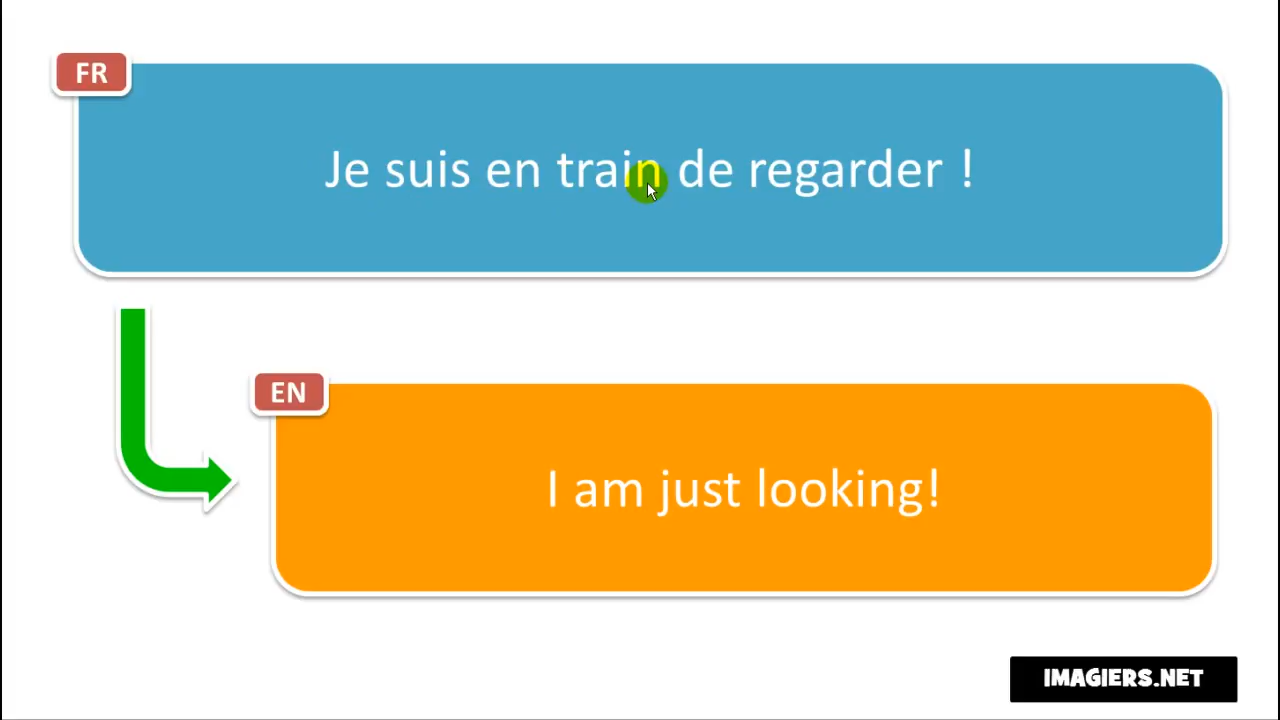 FR
Je suis en train de regarder !
EN
I am just looking!
IMAGIERS.NET